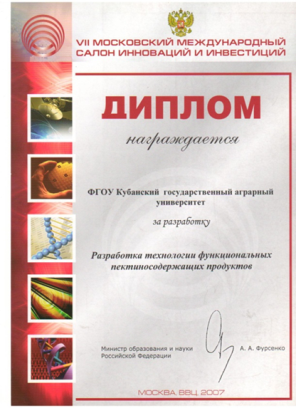 VII МОСКОВСКИЙ МЕЖДУНАРОДНЫЙ
САЛОН ИННОВАЦИЙ И ИНВЕСТИЦИЙ
ДИПЛОМ
награждается
ФГОУ Кубанский государственный аграрный
университет
за разработку
Разработка технологии функциональных
пектиносодержащих продуктов
Министр образования и науки
Российской Федерации
А. А. Фурсенко
МОСКВА, ВВЦ, 2007